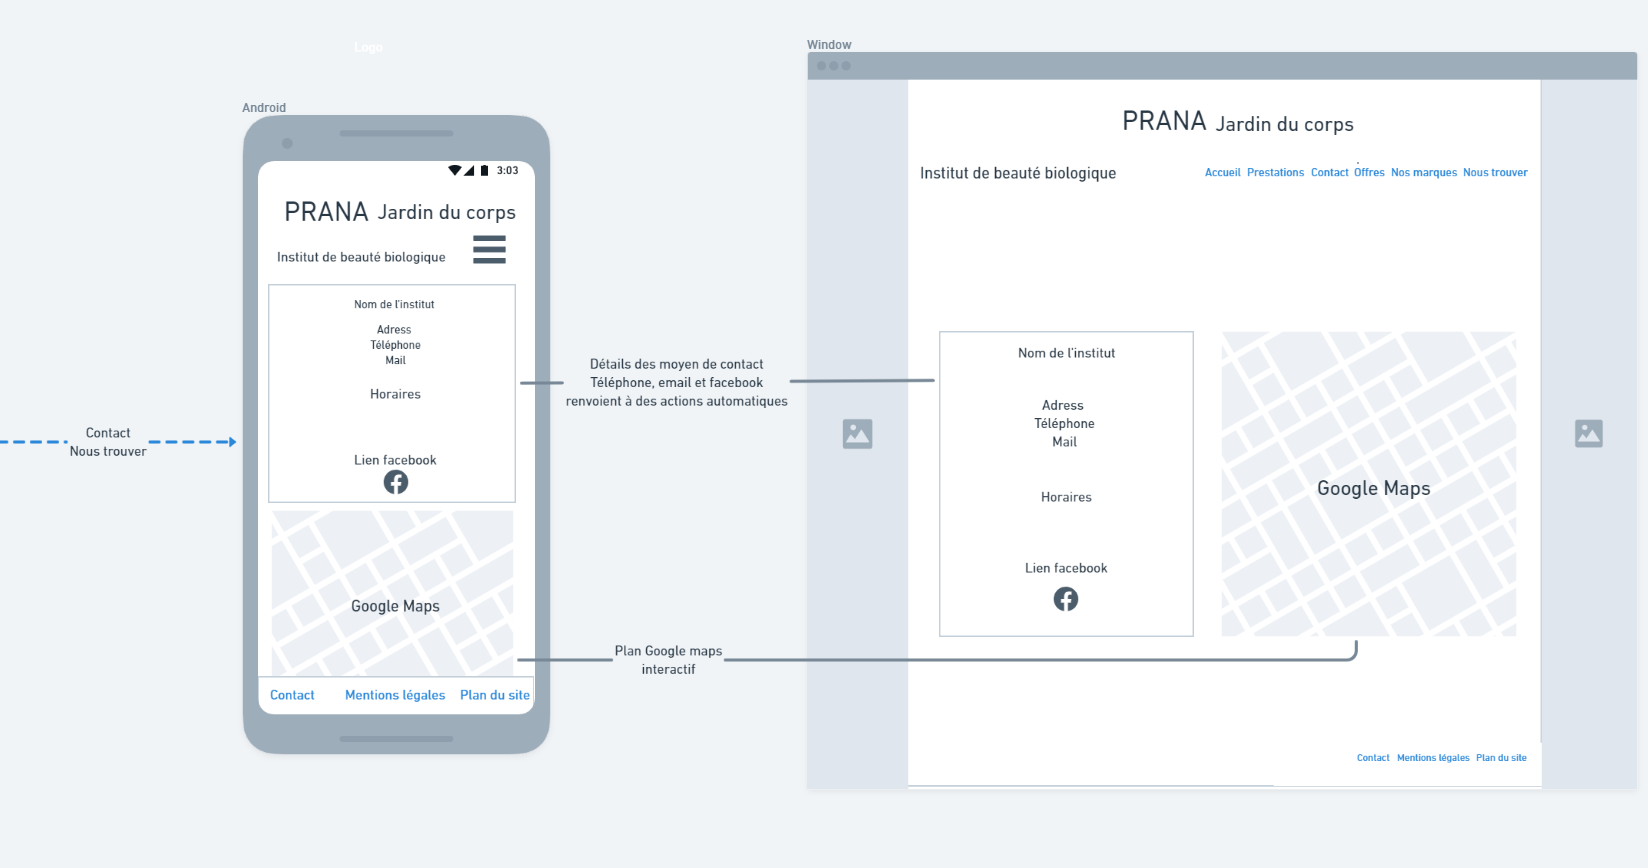 Logo
Android
3:03
PRANA Jardin du corps
Institut de beauté biologique
Nom de l'institut
Adress
Téléphone
Mail
Horaires
Lien facebook
Google Maps
Contact Mentions légales Plan du site
Contact
Nous trouver
Détails des moyen de contact
Téléphone, email et facebook
renvoient à des actions automatiques
Plan Google maps
interactif
Window
PRANA Jardin du corps
Institut de beauté biologique
Accueil Prestations Contact Offres Nos marques Nous trouver
Nom de l'institut
Adress
Téléphone
Mail
Horaires
Lien facebook
Google Maps
Contact Mentions légales Plan du site